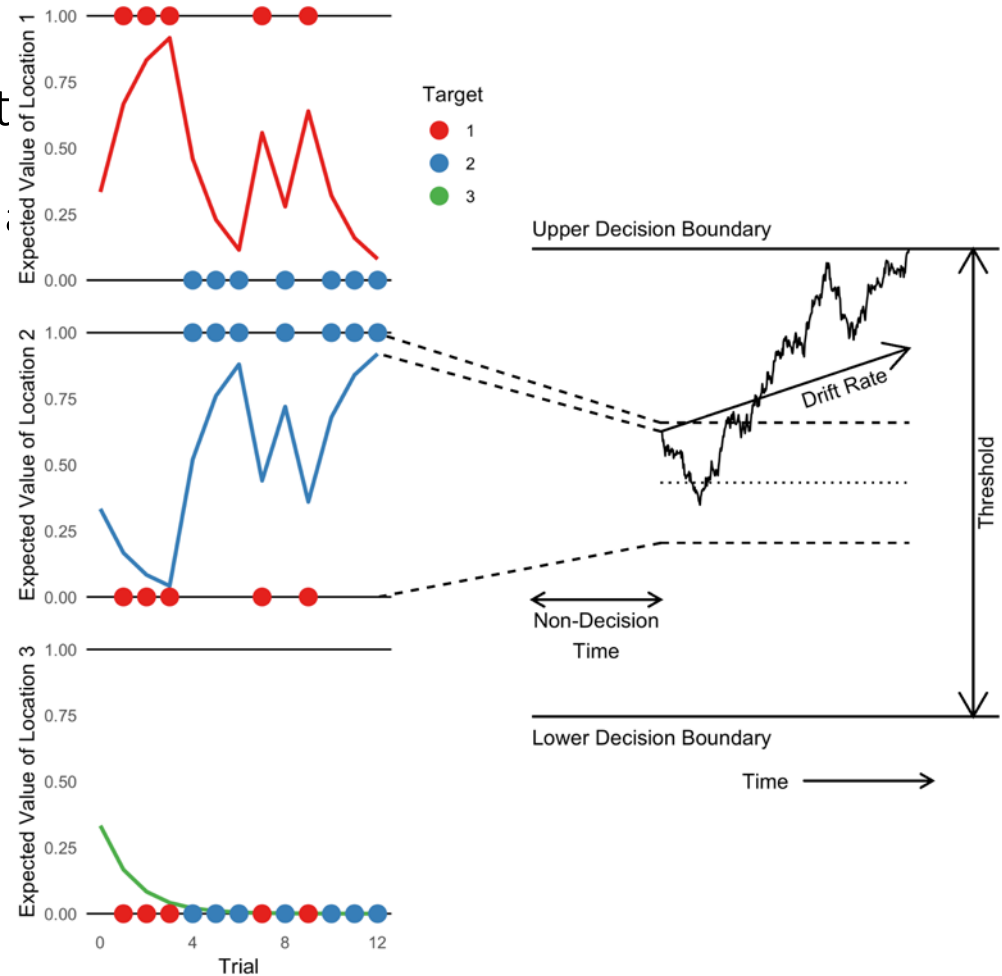 Expected Value of Location 1
1.00
0.75
0.50
0.25
0.00
t
Target
1
2
3
Expected Value of Location 2
1.00
0.75
0.50
0.25
0.00
Expected Value of Location 3
1.00
0.75
0.50
0.25
0.00
0 4 8 12
Trial
Upper Decision Boundary
Drift Rate
Threshold
Non-Decision
Time
Lower Decision Boundary
Time